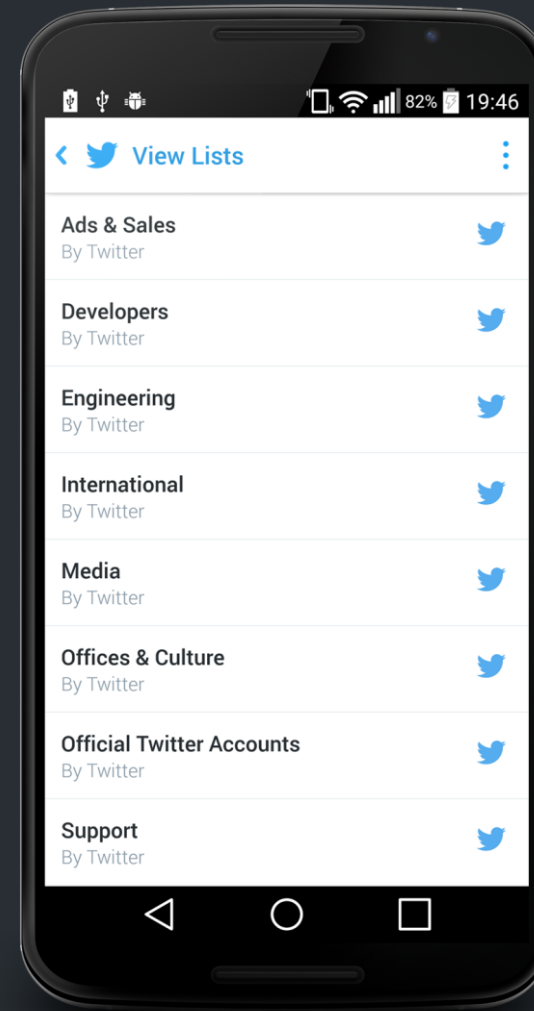 82% 19:46
View Lists
Ads & Sales
By Twitter
Developers
By Twitter
Engineering
By Twitter
International
By Twitter
Media
By Twitter
Offices & Culture
By Twitter
Official Twitter Accounts
By Twitter
Support
By Twitter